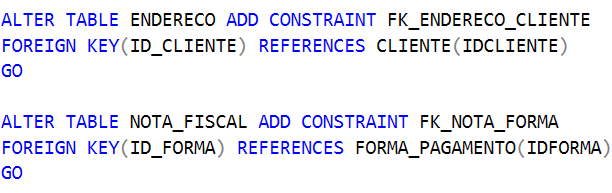 ALTER TABLE ENDERECO ADD CONSTRAINT FK_ENDERECO_CLIENTE
FOREIGN KEY(ID_CLIENTE) REFERENCES CLIENTE(IDCLIENTE)
GO
ALTER TABLE NOTA_FISCAL ADD CONSTRAINT FK_NOTA_FORMA
FOREIGN KEY(ID_FORMA) REFERENCES FORMA_PAGAMENTO(IDFORMA)
GO